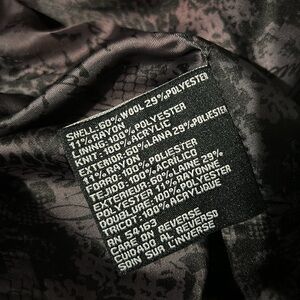 SHELL:60%WOOL 29%POLYESTER
11%RAYON
LINING:100%POLYESTER
KNIT:100%ACRYLIC
EXTERIOR:60%LANA 29%POLYESTER
11%RAYON
FORRO:100%POLYESTER
TEJIDO:100%ACRILICO
EXTERIEUR:60%LAINE 29%
POLYESTER 11%RAYONNE
DOUBLURE:100%POLYESTER
TRICOT:100%ACRYLIQUE
RN 54163
CARE ON REVERSE
CUIDADO AL REVERSO
SOIN SUR L'INVERSE